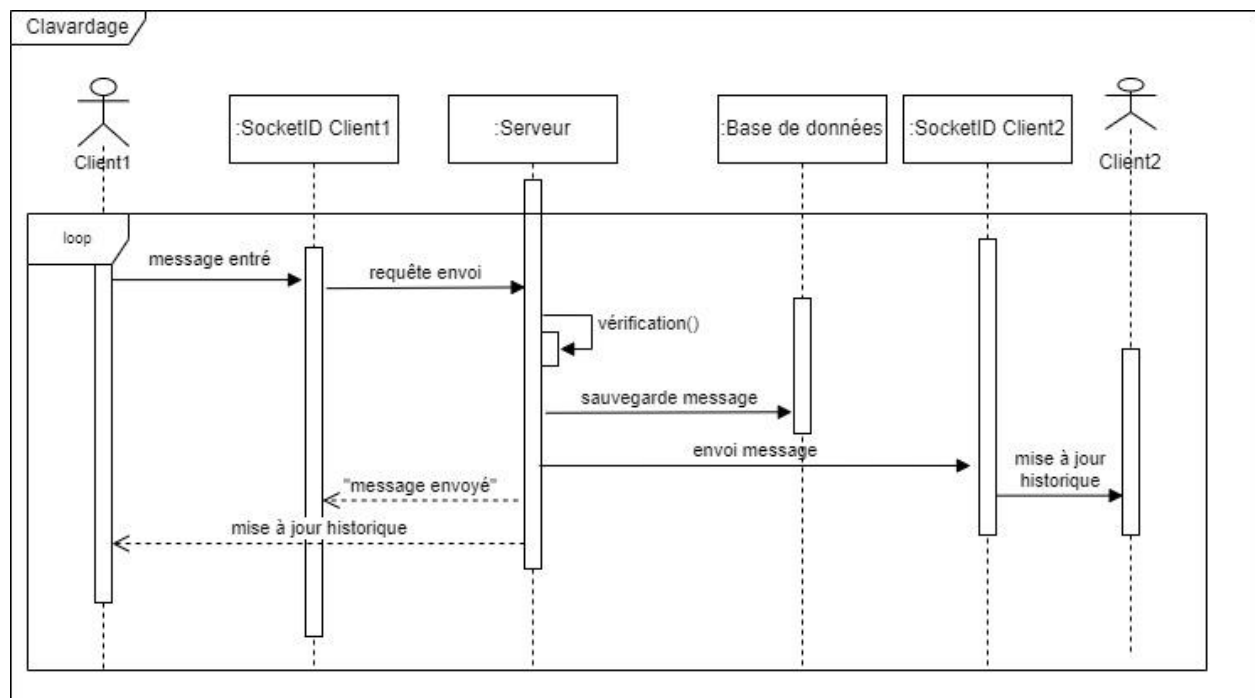 Clavardage
Client1
:SocketID Client1
:Serveur
:Base de données
:SocketID Client2
Client2
loop
message entré
requête envoi
vérification()
sauvegarde message
envoi message
mise à jour
historique
"message envoyé"
mise à jour historique